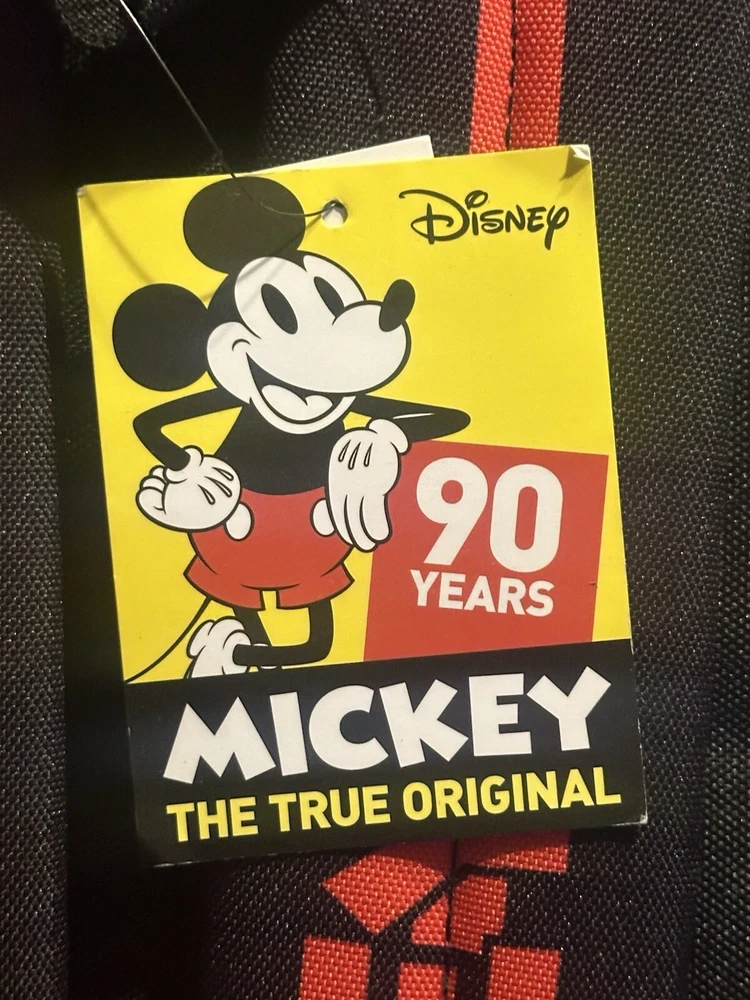 Disney
90
YEARS
MICKEY
THE TRUE ORIGINAL